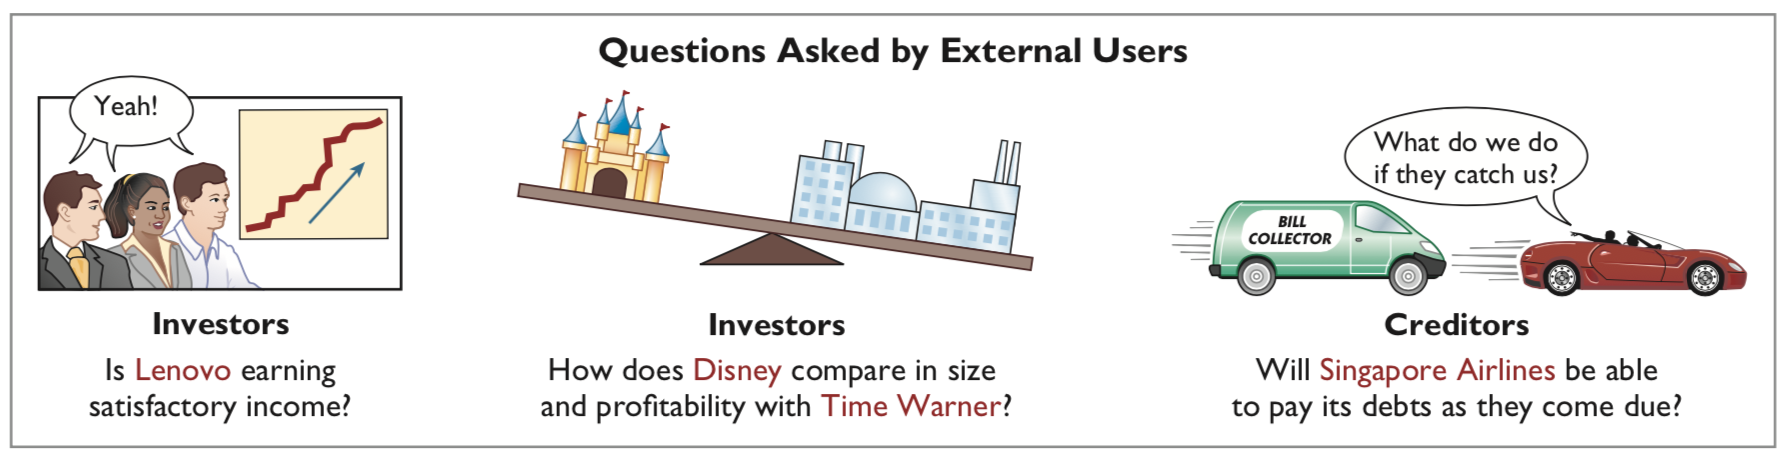 Questions Asked by External Users
Yeah!
Investors
Is Lenovo earning
satisfactory income?
Investors
How does Disney compare in size
and profitability with Time Warner?
What do we do
if they catch us?
BILL
COLLECTOR
Creditors
Will Singapore Airlines be able
to pay its debts as they come due?